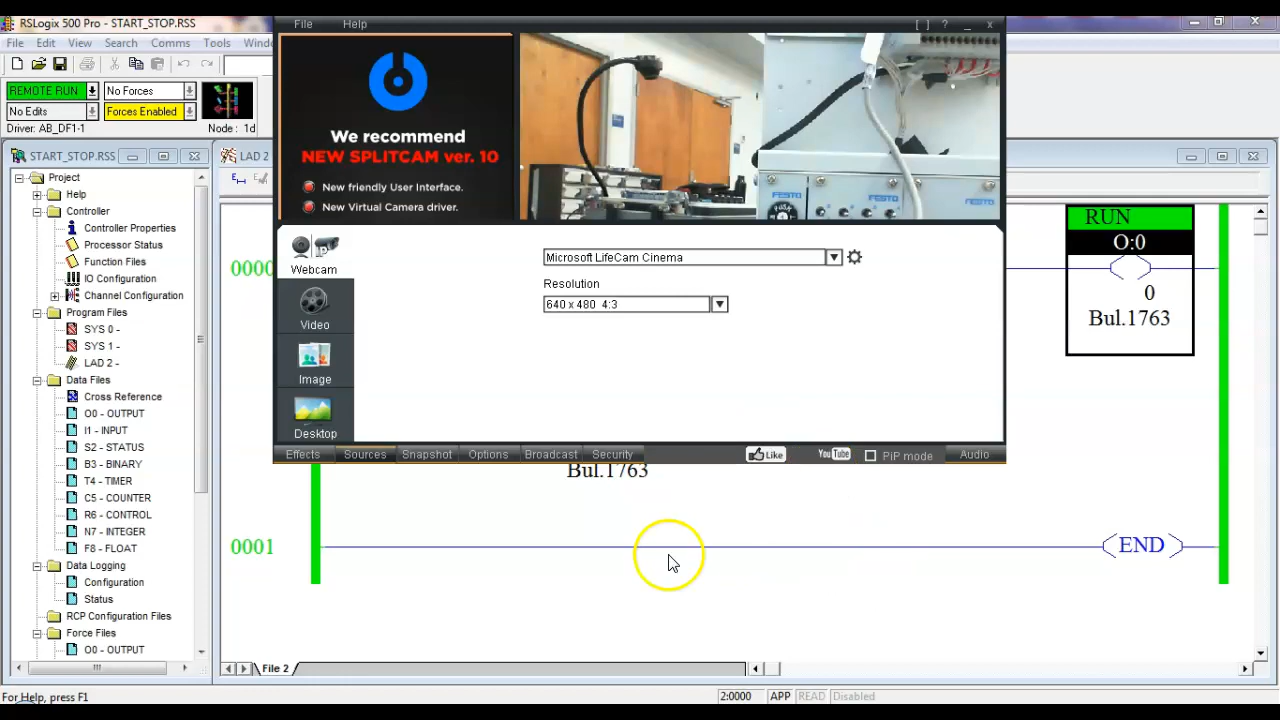 RSLogix 500 Pro - START_STOP.RSS
File Edit View Search Comms Tools Windo
REMOTE RUN
No Forces
No Edits
Forces Enabled
Driver: AB_DF1-1
Node : 1d
START_STOP.RSS
Project
Help
Controller
Controller Properties
Processor Status
Function Files
IO Configuration
Channel Configuration
Program Files
SYS 0 -
SYS 1 -
LAD 2 -
Data Files
Cross Reference
O0 - OUTPUT
I1 - INPUT
S2 - STATUS
B3 - BINARY
T4 - TIMER
C5 - COUNTER
R6 - CONTROL
N7 - INTEGER
F8 - FLOAT
Data Logging
Configuration
Status
RCP Configuration Files
Force Files
O0 - OUTPUT
LAD 2
File Help
[ ] ? _ x
We recommend
NEW SPLITCAM ver. 10
New friendly User Interface.
New Virtual Camera driver.
FESTO
FESTO
IP
Webcam
Video
Image
Desktop
Microsoft LifeCam Cinema
Resolution
640 x 480 4:3
Effects Sources Snapshot Options Broadcast Security
Like
YouTube
PiP mode
Audio
0000
RUN
O:0
0
Bul.1763
Bul.1763
0001
END
File 2
For Help, press F1
2:0000
APP
READ
Disabled